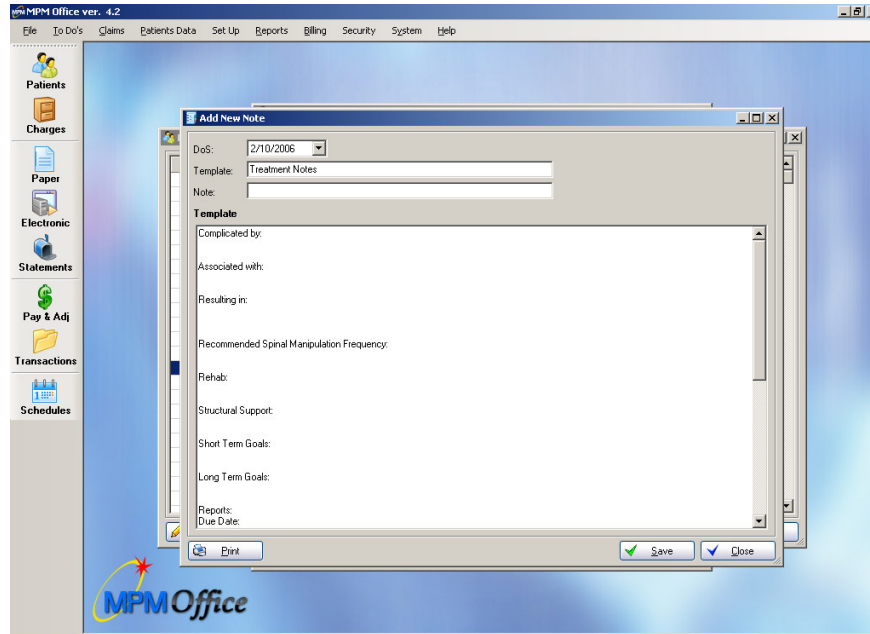 MPM Office ver. 4.2
File To Do's Claims Patients Data Set Up Reports Billing Security System Help
Patients
Charges
Paper
Electronic
Statements
Pay & Adj
Transactions
Schedules
Add New Note
DoS: 2/10/2006
Template: Treatment Notes
Note:
Template
Complicated by:
Associated with:
Resulting in:
Recommended Spinal Manipulation Frequency:
Rehab:
Structural Support:
Short Term Goals:
Long Term Goals:
Reports:
Due Date:
Print Save Close
MPM Office